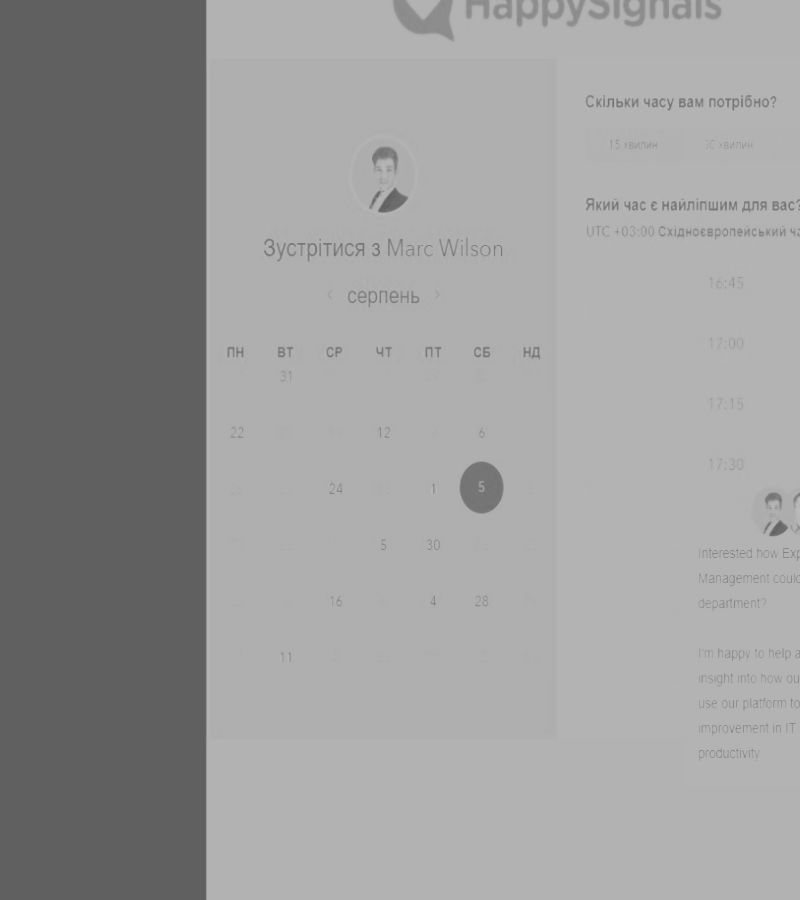 HappySignals
Зустрітися з Marc Wilson
‹ серпень ›
ПН ВТ СР ЧТ ПТ СБ НД
31
22 12 6
24 1 5
5 30
16 4 28
11
Скільки часу вам потрібно?
15 хвилин 30 хвилин
Який час є найліпшим для вас?
UTC +03:00 Східноєвропейський ча
16:45
17:00
17:15
17:30
Interested how Exp
Management could
department?
I'm happy to help a
insight into how ou
use our platform to
improvement in IT
productivity